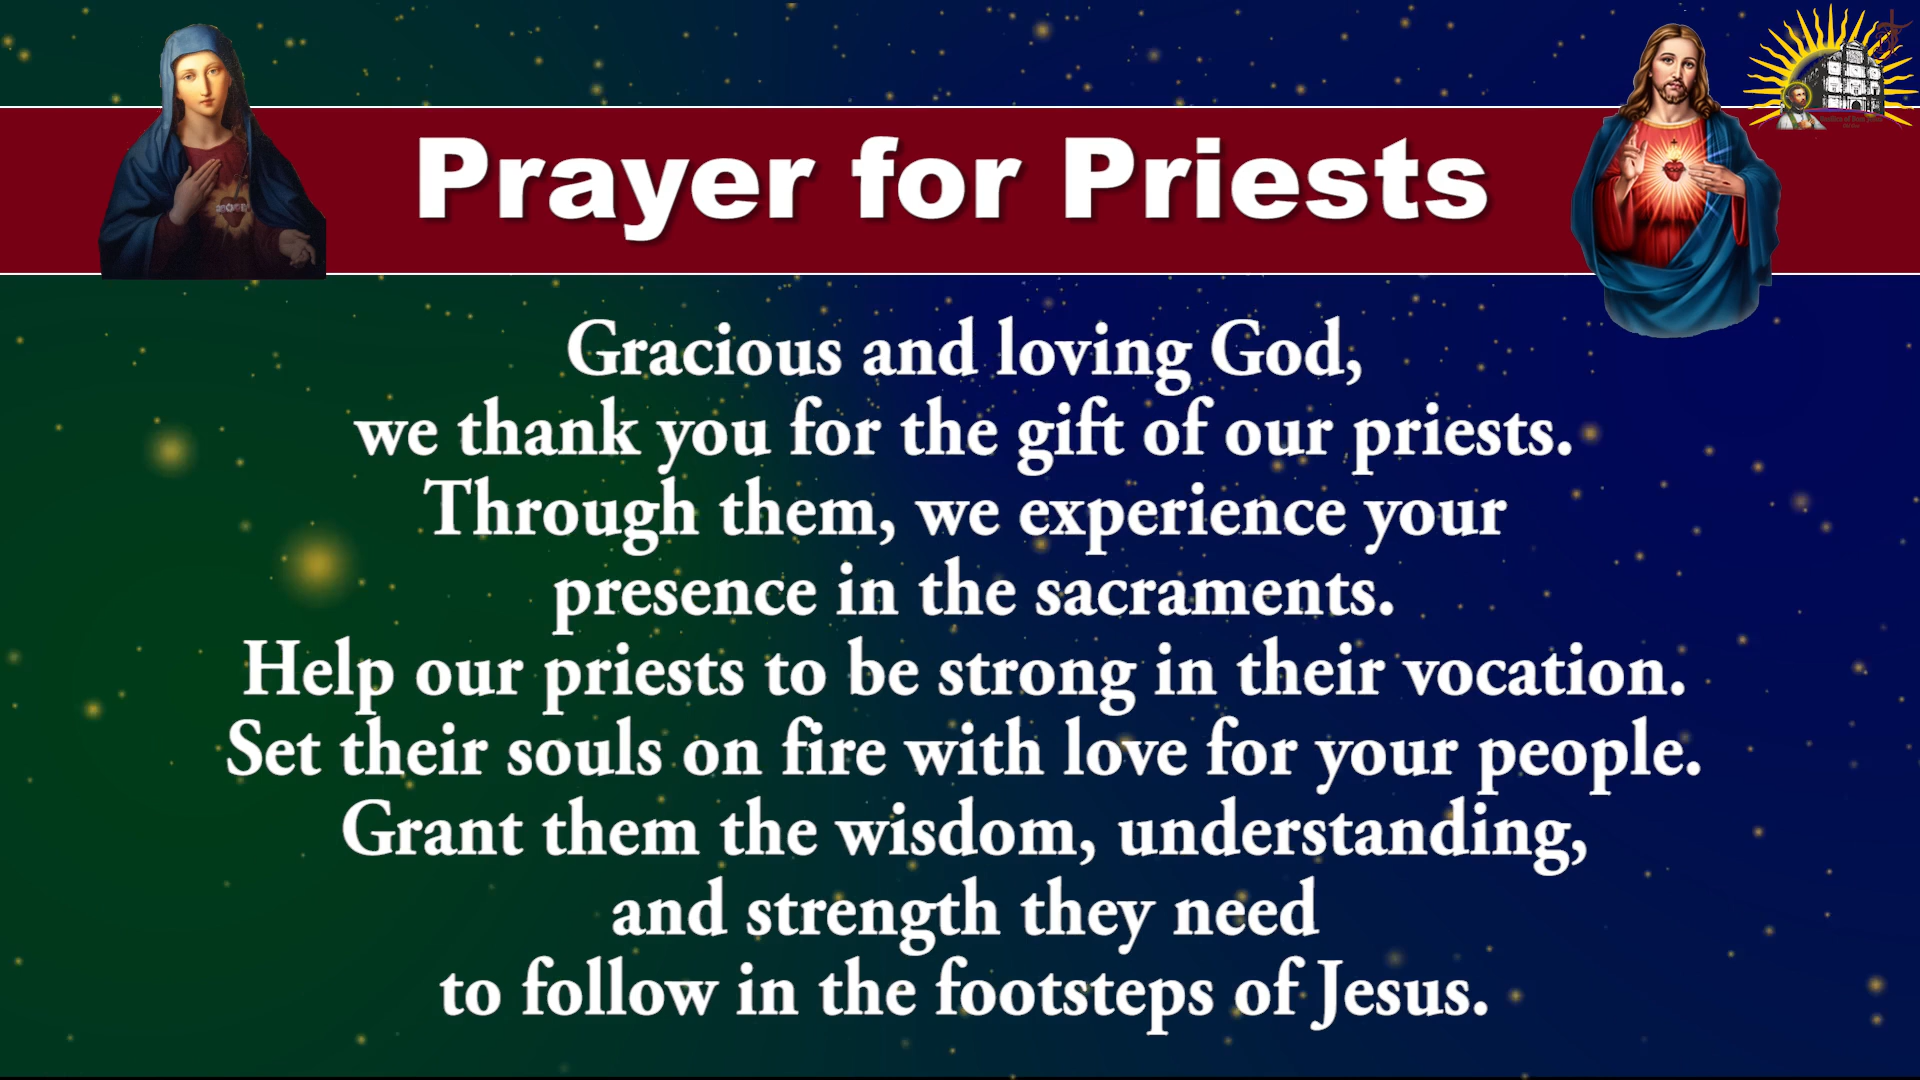 Prayer for Priests
Gracious and loving God,
we thank you for the gift of our priests.
Through them, we experience your
presence in the sacraments.
Help our priests to be strong in their vocation.
Set their souls on fire with love for your people.
Grant them the wisdom, understanding,
and strength they need
to follow in the footsteps of Jesus.